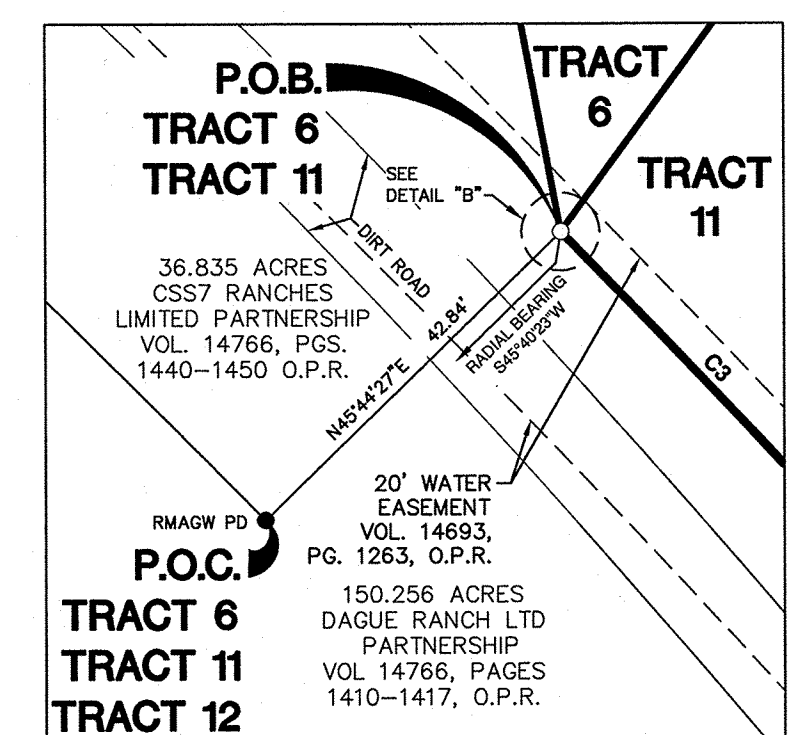 P.O.B.
TRACT 6
TRACT 11
TRACT
6
TRACT
11
SEE
DETAIL "B"
DIRT ROAD
36.835 ACRES
CSS7 RANCHES
LIMITED PARTNERSHIP
VOL. 14766, PGS.
1440–1450 O.P.R.
N45°44'27"E 42.84'
RADIAL BEARING
S45°40'23"W
C3
20' WATER
EASEMENT
VOL. 14693,
PG. 1263, O.P.R.
RMAGW PD
P.O.C.
TRACT 6
TRACT 11
TRACT 12
150.256 ACRES
DAGUE RANCH LTD
PARTNERSHIP
VOL 14766, PAGES
1410–1417, O.P.R.